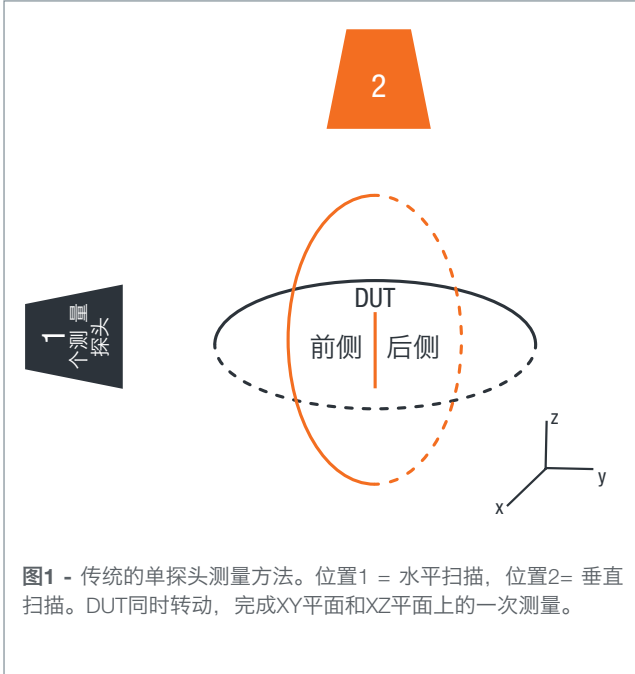 2
1
个测 量
探头
DUT
前侧 后侧
z
y
x
图1 - 传统的单探头测量方法。位置1 = 水平扫描，位置2= 垂直
扫描。DUT同时转动，完成XY平面和XZ平面上的一次测量。